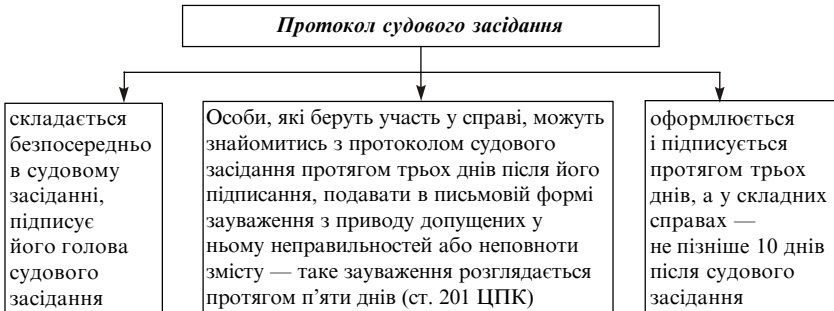 Протокол судового засідання
складається
безпосередньо
в судовому
засіданні,
підписує
його голова
судового
засідання
Особи, які беруть участь у справі, можуть
знайомитись з протоколом судового
засідання протягом трьох днів після його
підписання, подавати в письмовій формі
зауваження з приводу допущених у
ньому неправильностей або неповноти
змісту — таке зауваження розглядається
протягом п'яти днів (ст. 201 ЦПК)
оформлюється
і підписується
протягом трьох
днів, а у складних
справах —
не пізніше 10 днів
після судового
засідання